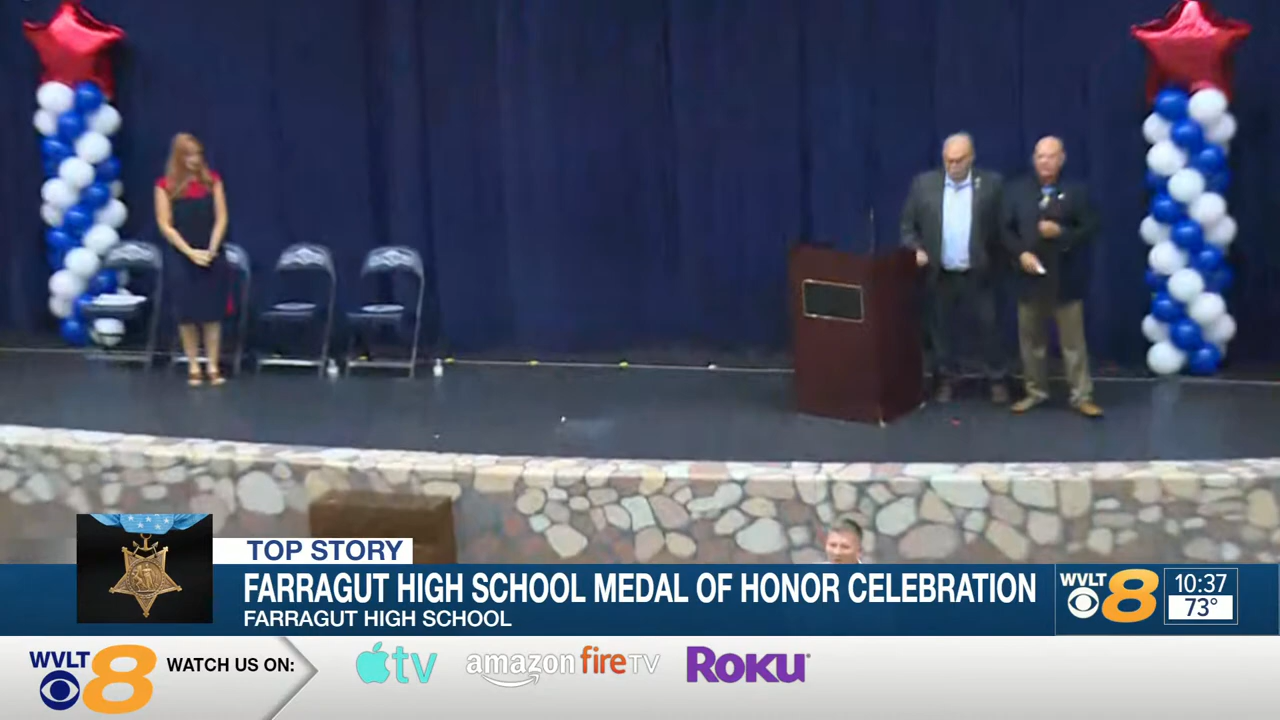 TOP STORY
FARRAGUT HIGH SCHOOL MEDAL OF HONOR CELEBRATION
FARRAGUT HIGH SCHOOL
WVLT 8
10:37
73°
WVLT 8
WATCH US ON:
tv
amazon fireTV
Roku